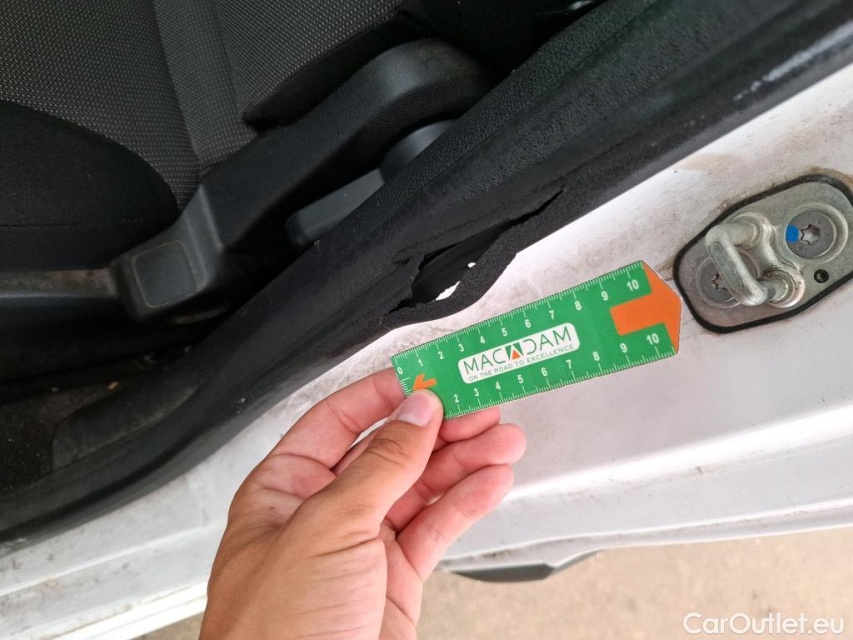 0 1 2 3 4 5 6 7 8 9 10
MACADAM
ON THE ROAD TO EXCELLENCE
2 3 4 5 6 7 8 9 10
CarOutlet.eu